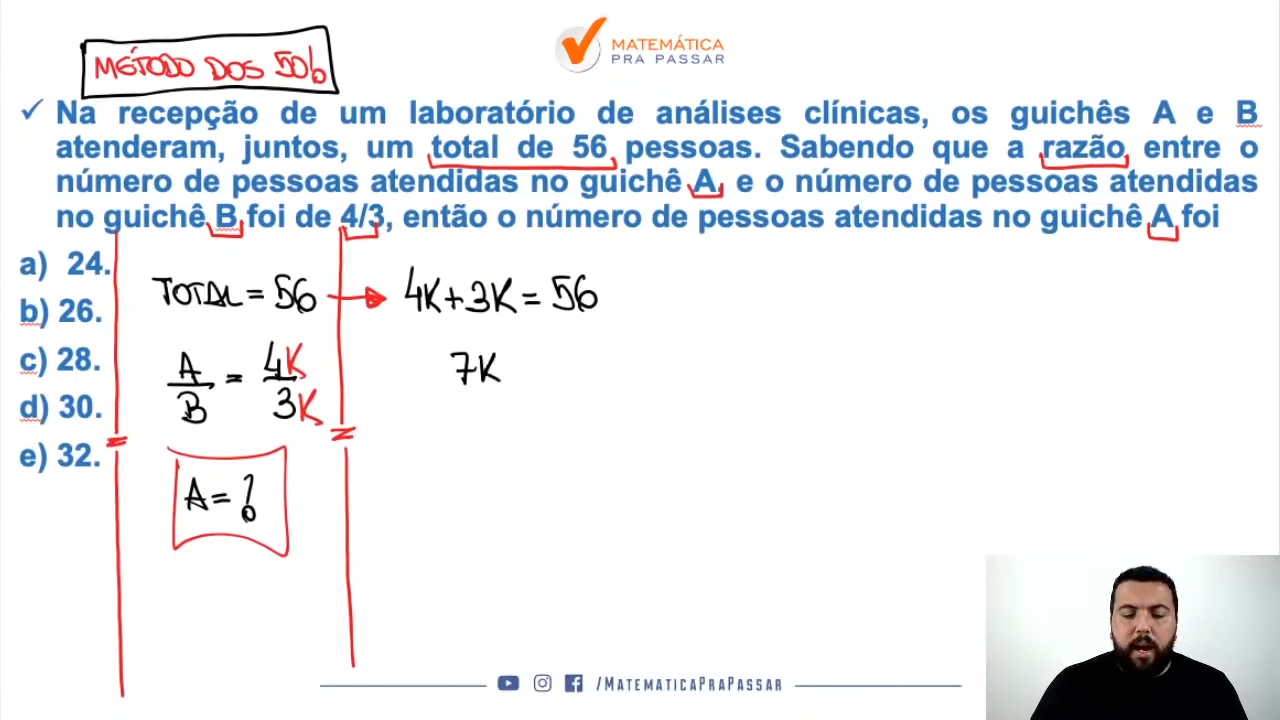 MATEMÁTICA
PRA PASSAR
MÉTODO DOS 50%
✓ Na recepção de um laboratório de análises clínicas, os guichês A e B
atenderam, juntos, um total de 56 pessoas. Sabendo que a razão entre o
número de pessoas atendidas no guichê A, e o número de pessoas atendidas
no guichê B foi de 4/3, então o número de pessoas atendidas no guichê A foi
a) 24.
b) 26.
c) 28.
d) 30.
e) 32.
TOTAL = 56
A/B = 4K/3K
A = ?
4K + 3K = 56
7K
/MATEMATICAPRAPASSAR